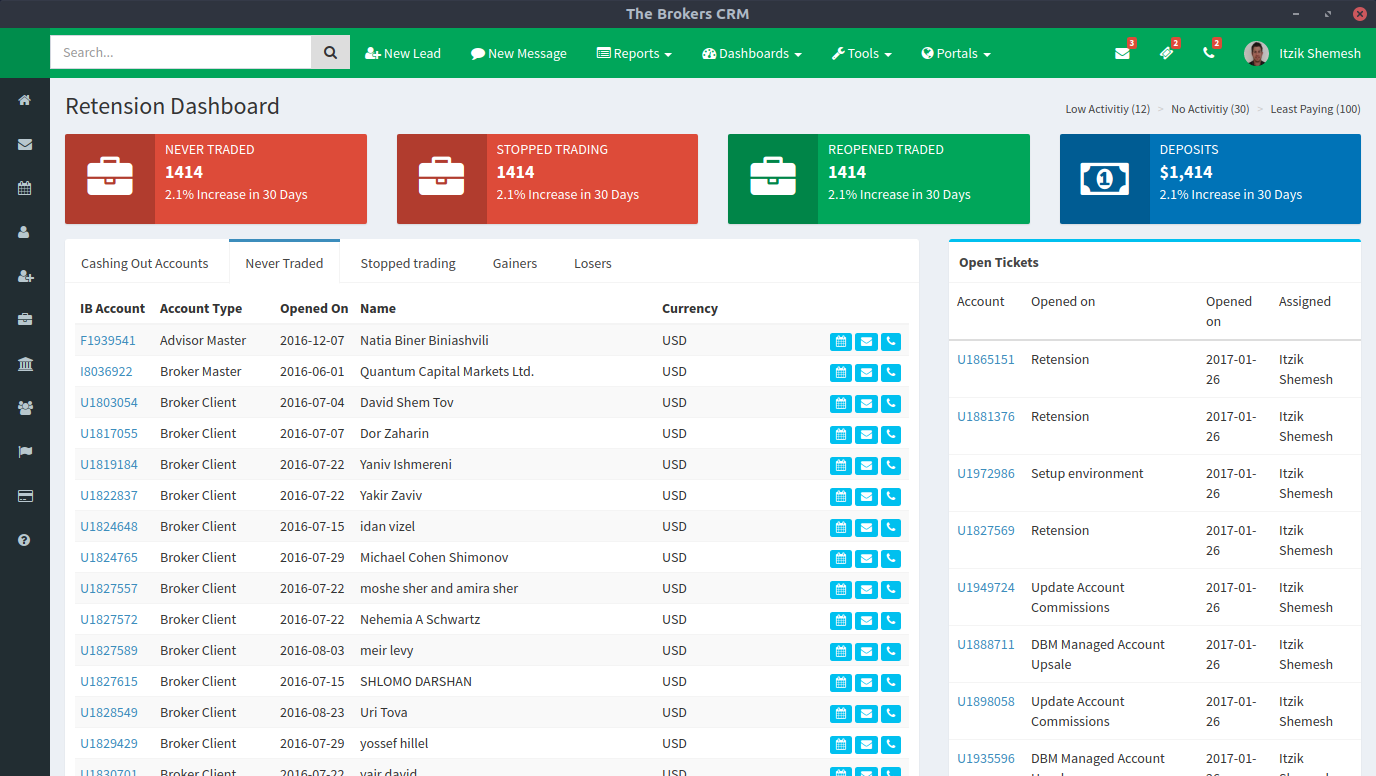 The Brokers CRM
Search...
New Lead
New Message
Reports
Dashboards
Tools
Portals
3
2
2
Itzik Shemesh
Retension Dashboard
Low Activitiy (12) > No Activitiy (30) > Least Paying (100)
NEVER TRADED
1414
2.1% Increase in 30 Days
STOPPED TRADING
1414
2.1% Increase in 30 Days
REOPENED TRADED
1414
2.1% Increase in 30 Days
1
DEPOSITS
$1,414
2.1% Increase in 30 Days
Cashing Out Accounts
Never Traded
Stopped trading
Gainers
Losers
IB Account Account Type Opened On Name Currency
F1939541 Advisor Master 2016-12-07 Natia Biner Biniashvili USD
I8036922 Broker Master 2016-06-01 Quantum Capital Markets Ltd. USD
U1803054 Broker Client 2016-07-04 David Shem Tov USD
U1817055 Broker Client 2016-07-07 Dor Zaharin USD
U1819184 Broker Client 2016-07-22 Yaniv Ishmereni USD
U1822837 Broker Client 2016-07-22 Yakir Zaviv USD
U1824648 Broker Client 2016-07-15 idan vizel USD
U1824765 Broker Client 2016-07-29 Michael Cohen Shimonov USD
U1827557 Broker Client 2016-07-22 moshe sher and amira sher USD
U1827572 Broker Client 2016-07-22 Nehemia A Schwartz USD
U1827589 Broker Client 2016-08-03 meir levy USD
U1827615 Broker Client 2016-07-15 SHLOMO DARSHAN USD
U1828549 Broker Client 2016-08-23 Uri Tova USD
U1829429 Broker Client 2016-07-29 yossef hillel USD
U1830701 Broker Client 2016-07-22 yair david USD
Open Tickets
Account Opened on Opened Assigned
on
U1865151 Retension 2017-01- Itzik
26 Shemesh
U1881376 Retension 2017-01- Itzik
26 Shemesh
U1972986 Setup environment 2017-01- Itzik
26 Shemesh
U1827569 Retension 2017-01- Itzik
26 Shemesh
U1949724 Update Account 2017-01- Itzik
Commissions 26 Shemesh
U1888711 DBM Managed Account 2017-01- Itzik
Upsale 26 Shemesh
U1898058 Update Account 2017-01- Itzik
Commissions 26 Shemesh
U1935596 DBM Managed Account 2017-01- Itzik
26 Shemesh